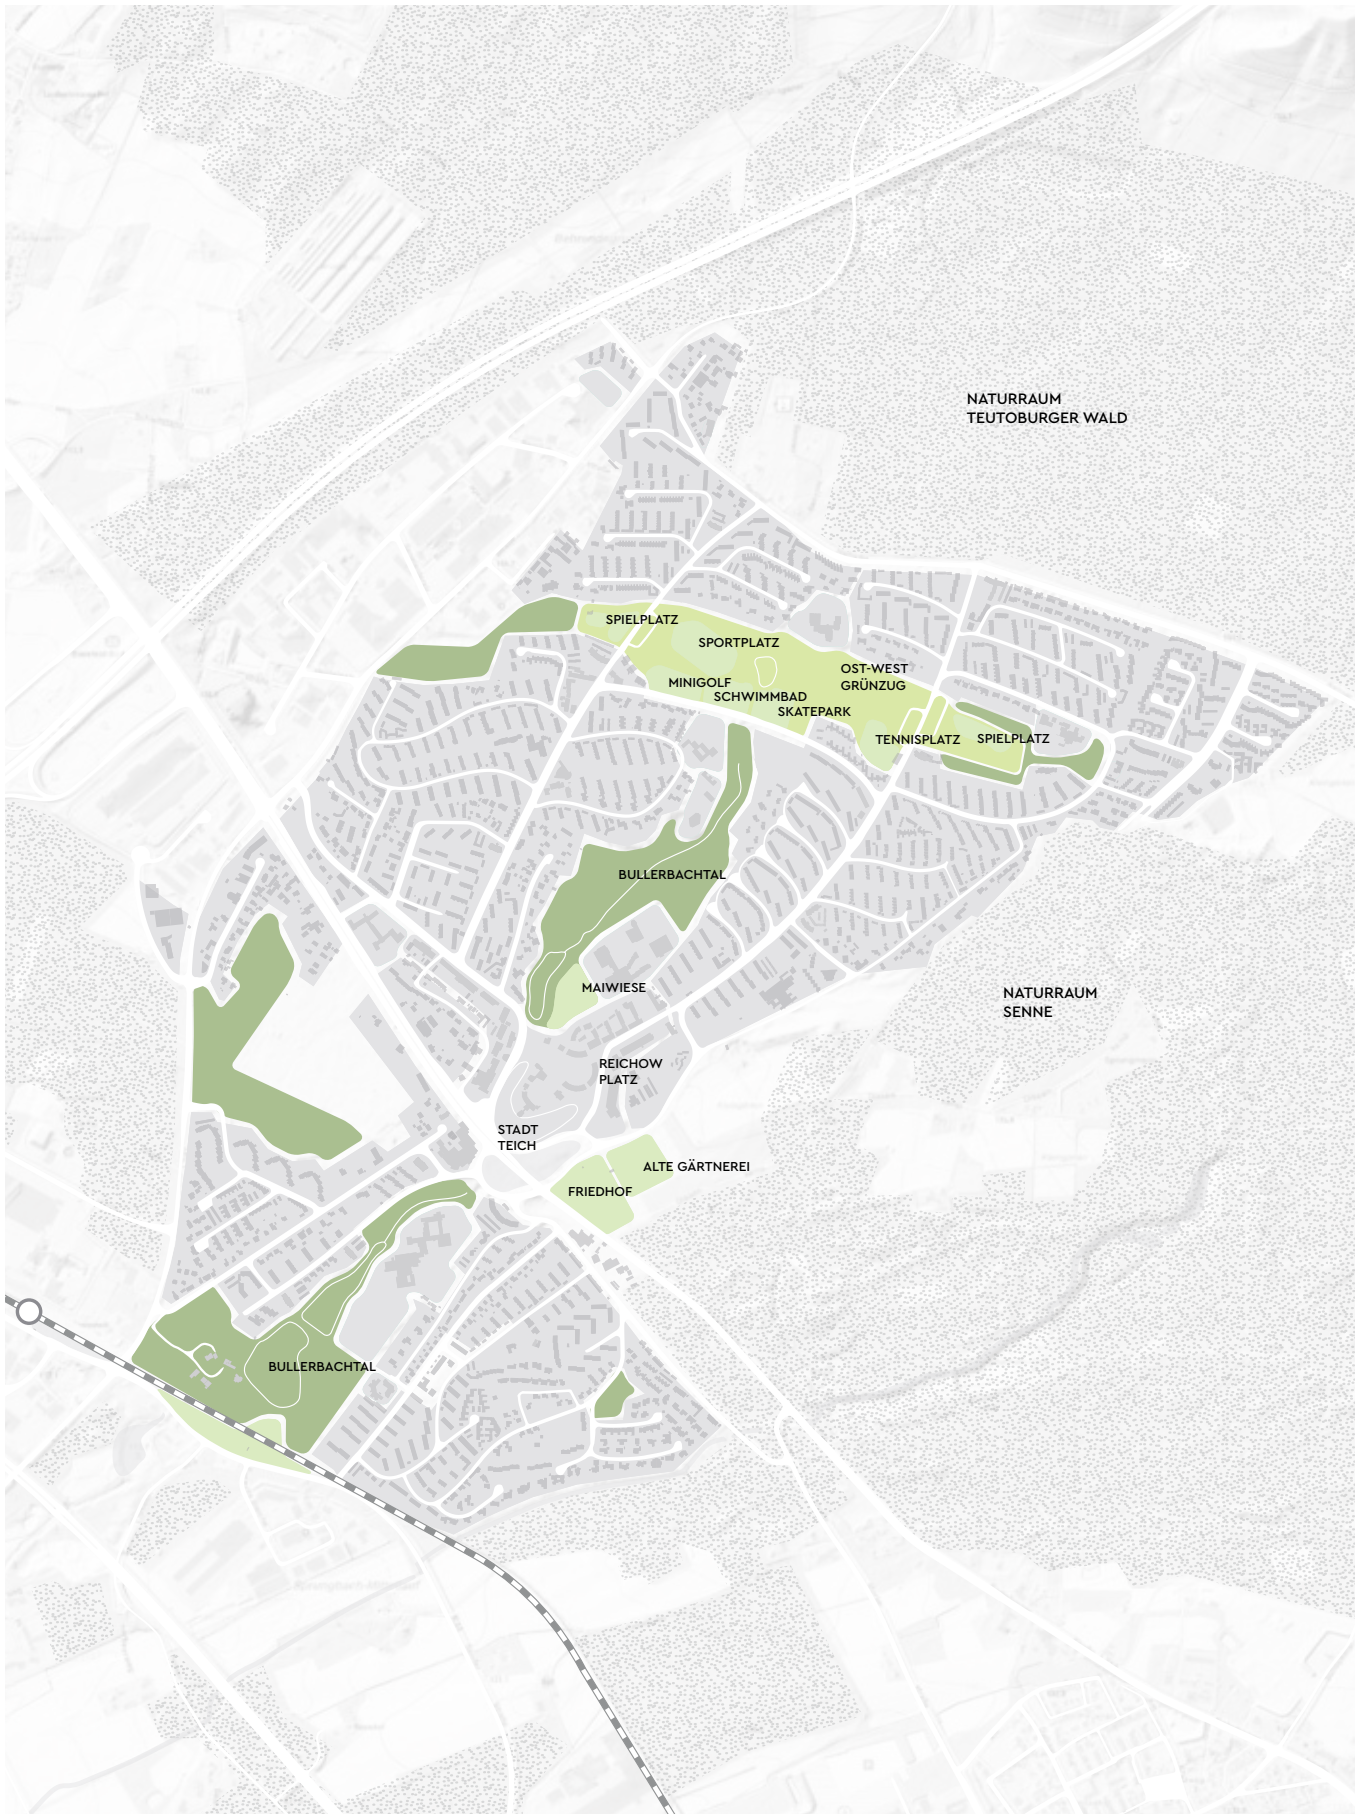 NATURRAUM
TEUTOBURGER WALD
SPIELPLATZ
SPORTPLATZ
OST-WEST
GRÜNZUG
MINIGOLF
SCHWIMMBAD
SKATEPARK
TENNISPLATZ
SPIELPLATZ
BULLERBACHTAL
MAIWIESE
NATURRAUM
SENNE
REICHOW
PLATZ
STADT
TEICH
ALTE GÄRTNEREI
FRIEDHOF
BULLERBACHTAL